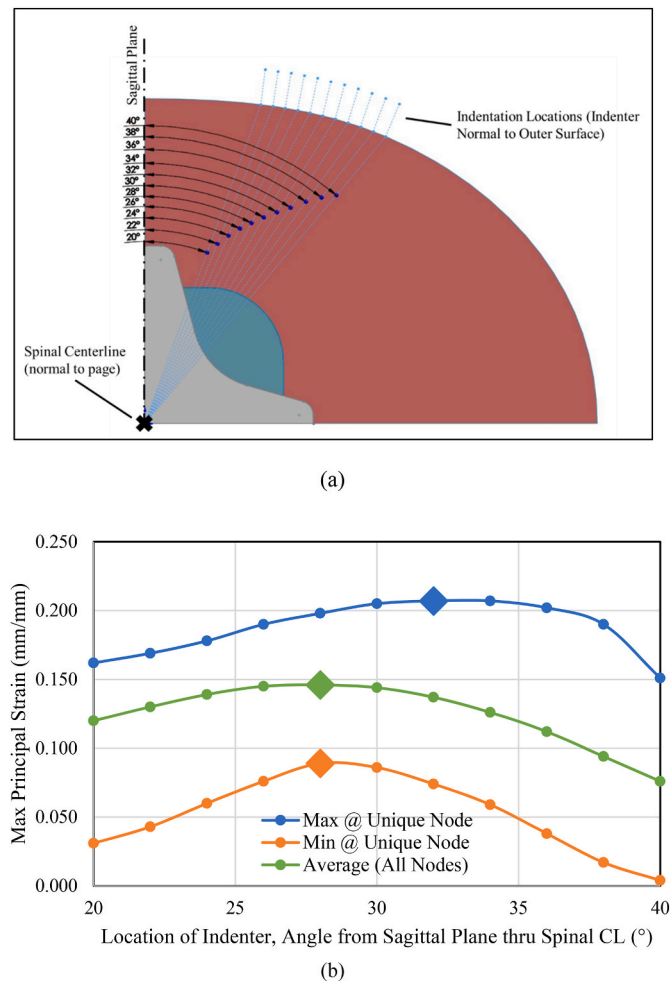 Sagittal Plane
40°
38°
36°
34°
32°
30°
28°
26°
24°
22°
20°
Indentation Locations (Indenter
Normal to Outer Surface)
Spinal Centerline
(normal to page)
(a)
Max Principal Strain (mm/mm)
0.250
0.200
0.150
0.100
0.050
0.000
Max @ Unique Node
Min @ Unique Node
Average (All Nodes)
20
25
30
35
40
Location of Indenter, Angle from Sagittal Plane thru Spinal CL (°)
(b)